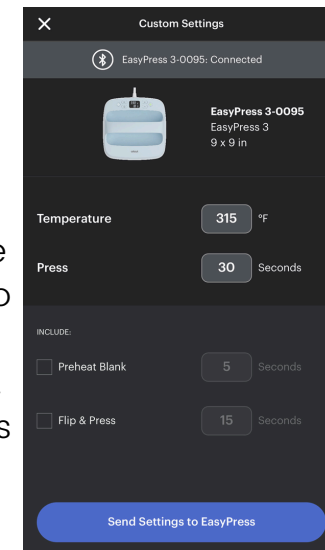 Custom Settings
EasyPress 3-0095: Connected
EasyPress 3-0095
EasyPress 3
9 x 9 in
Temperature 315 °F
Press 30 Seconds
INCLUDE:
Preheat Blank 5 Seconds
Flip & Press 15 Seconds
Send Settings to EasyPress